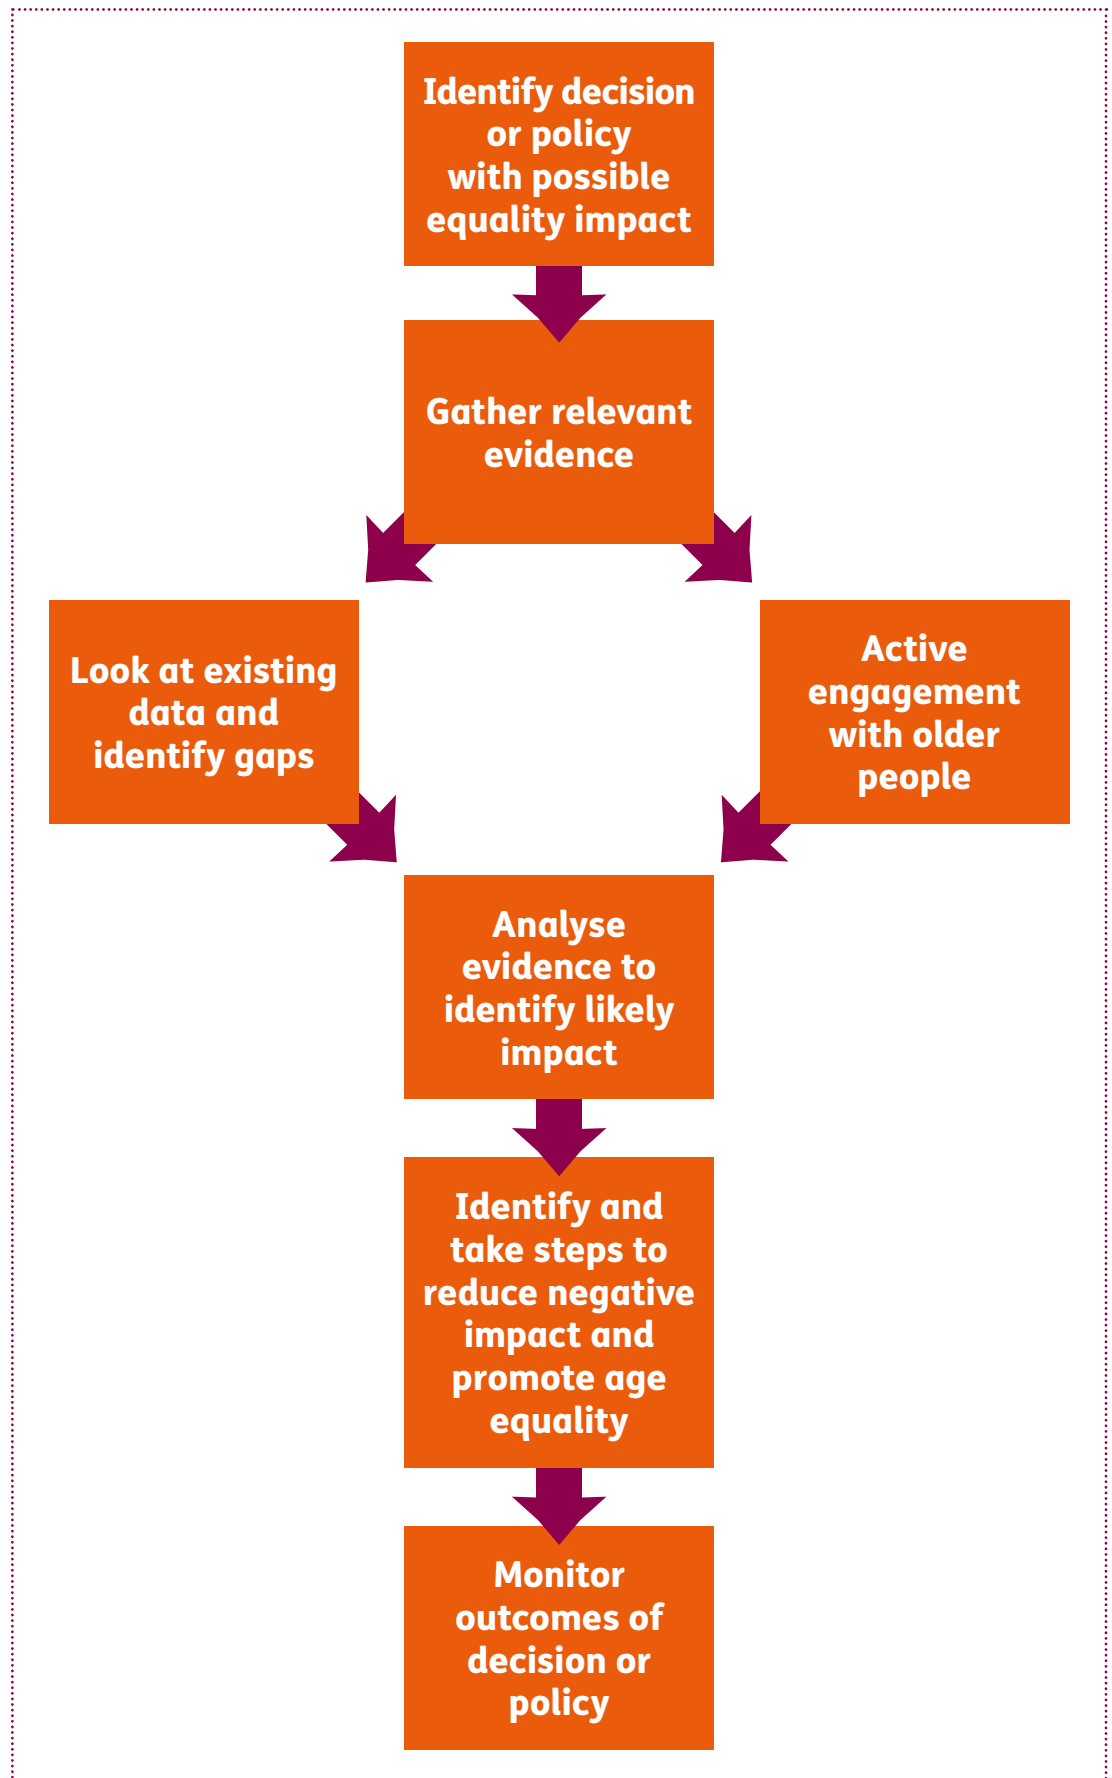 Identify decision
or policy
with possible
equality impact
Gather relevant
evidence
Look at existing
data and
identify gaps
Active
engagement
with older
people
Analyse
evidence to
identify likely
impact
Identify and
take steps to
reduce negative
impact and
promote age
equality
Monitor
outcomes of
decision or
policy